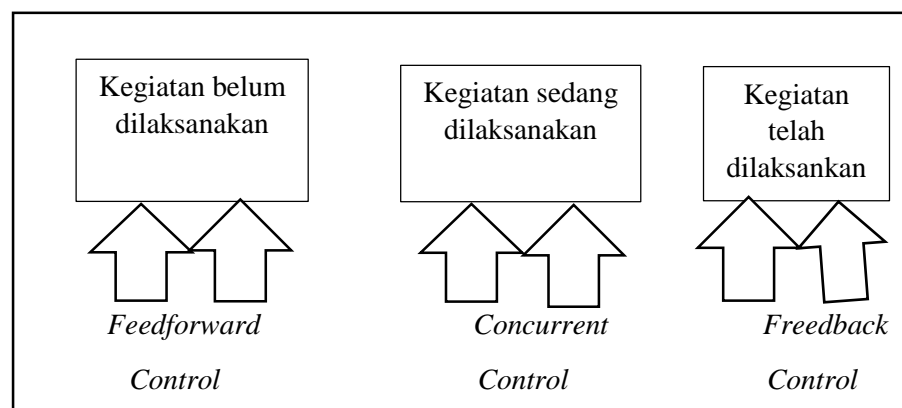 Kegiatan belum
dilaksanakan
Kegiatan sedang
dilaksanakan
Kegiatan
telah
dilaksankan
Feedforward
Control
Concurrent
Control
Freedback
Control